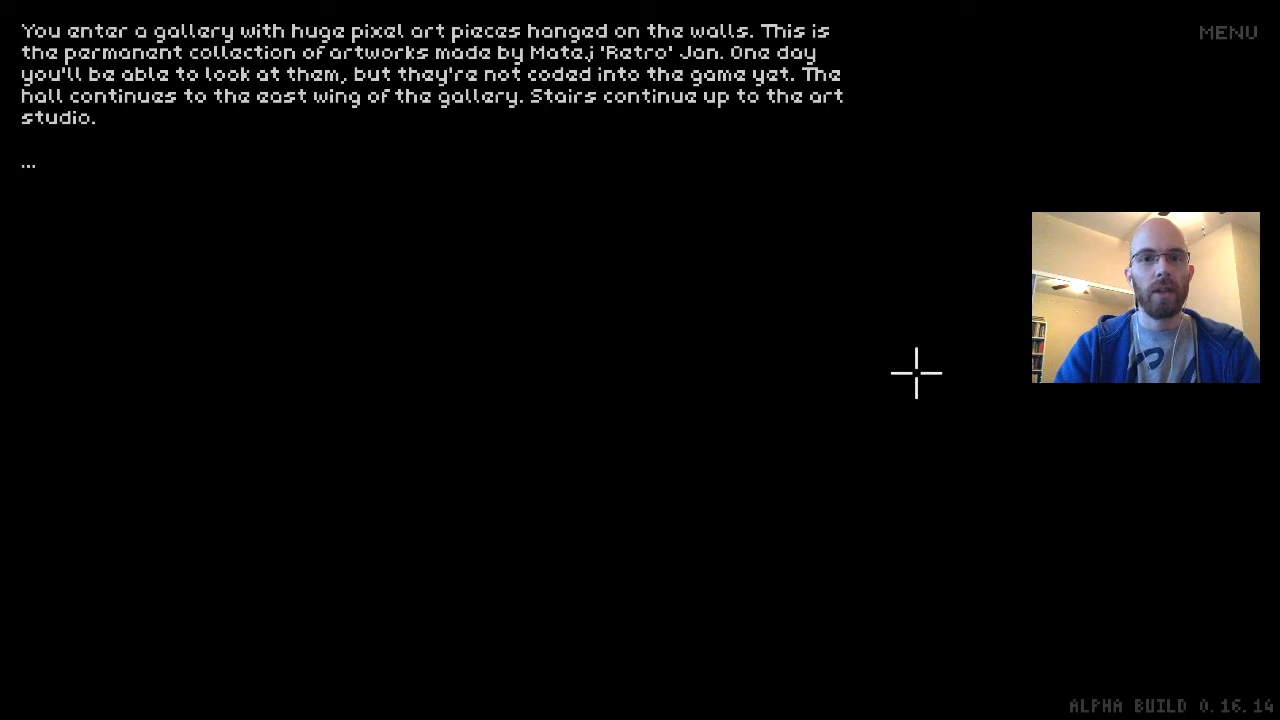 You enter a gallery with huge pixel art pieces hanged on the walls. This is
the permanent collection of artworks made by Matej 'Retro' Jan. One day
you'll be able to look at them, but they're not coded into the game yet. The
hall continues to the east wing of the gallery. Stairs continue up to the art
studio.
...
MENU
ALPHA BUILD 0.16.14